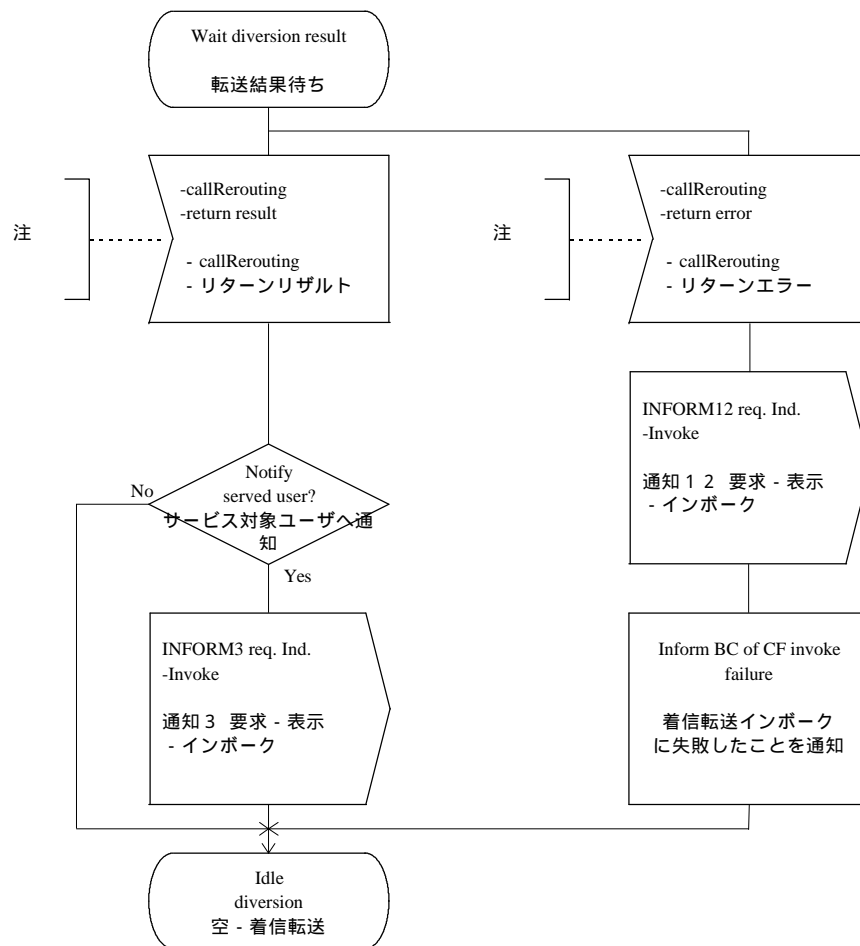 Wait diversion result
転送結果待ち
注
-callRerouting
-return result
- callRerouting
- リターンリザルト
注
-callRerouting
-return error
- callRerouting
- リターンエラー
INFORM12 req. Ind.
-Invoke
通知１２ 要求 - 表示
- インボーク
No
Notify
served user?
サービス対象ユーザへ通
知
Yes
INFORM3 req. Ind.
-Invoke
通知３ 要求 - 表示
- インボーク
Inform BC of CF invoke
failure
着信転送インボーク
に失敗したことを通知
Idle
diversion
空 - 着信転送